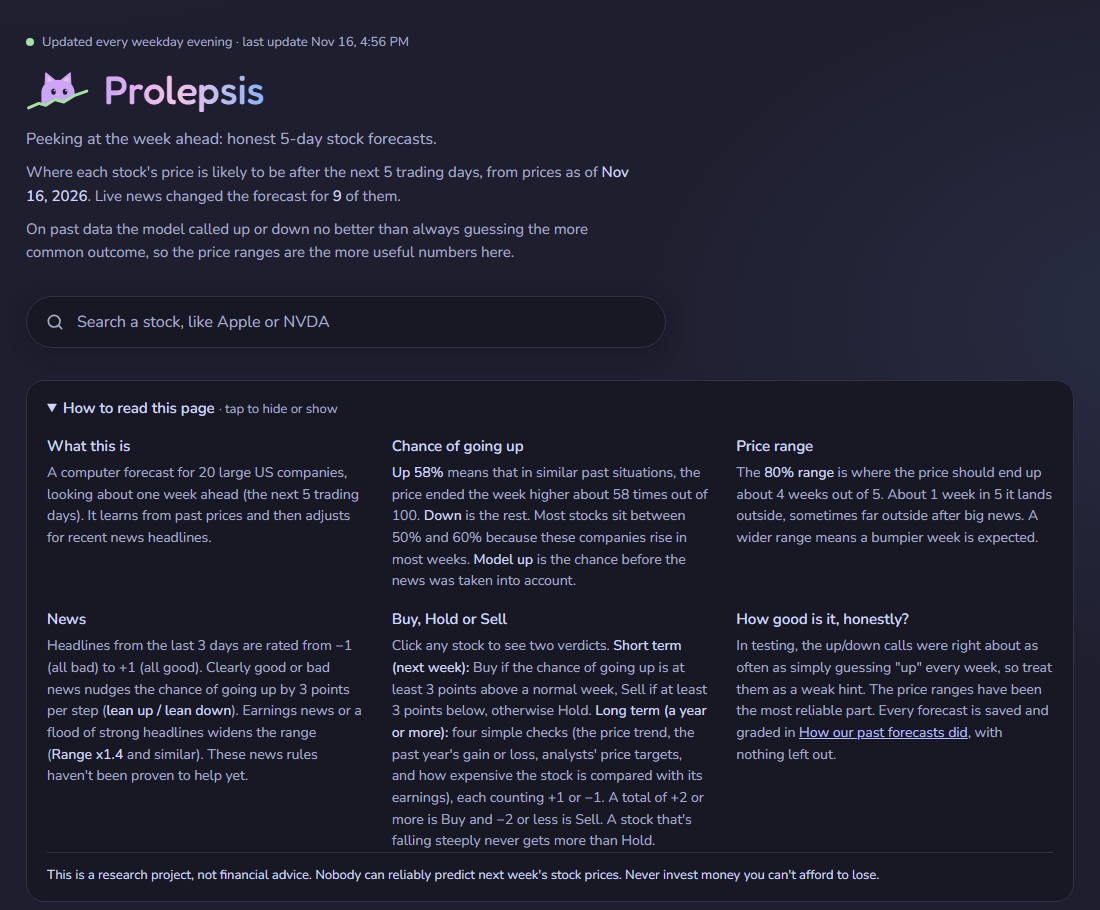 Updated every weekday evening · last update Nov 16, 4:56 PM
Prolepsis
Peeking at the week ahead: honest 5-day stock forecasts.
Where each stock's price is likely to be after the next 5 trading days, from prices as of Nov
16, 2026. Live news changed the forecast for 9 of them.
On past data the model called up or down no better than always guessing the more
common outcome, so the price ranges are the more useful numbers here.
Search a stock, like Apple or NVDA
▼ How to read this page · tap to hide or show
What this is
A computer forecast for 20 large US companies,
looking about one week ahead (the next 5 trading
days). It learns from past prices and then adjusts
for recent news headlines.
Chance of going up
Up 58% means that in similar past situations, the
price ended the week higher about 58 times out of
100. Down is the rest. Most stocks sit between
50% and 60% because these companies rise in
most weeks. Model up is the chance before the
news was taken into account.
Price range
The 80% range is where the price should end up
about 4 weeks out of 5. About 1 week in 5 it lands
outside, sometimes far outside after big news. A
wider range means a bumpier week is expected.
News
Headlines from the last 3 days are rated from −1
(all bad) to +1 (all good). Clearly good or bad
news nudges the chance of going up by 3 points
per step (lean up / lean down). Earnings news or a
flood of strong headlines widens the range
(Range x1.4 and similar). These news rules
haven't been proven to help yet.
Buy, Hold or Sell
Click any stock to see two verdicts. Short term
(next week): Buy if the chance of going up is at
least 3 points above a normal week, Sell if at least
3 points below, otherwise Hold. Long term (a year
or more): four simple checks (the price trend, the
past year's gain or loss, analysts' price targets,
and how expensive the stock is compared with its
earnings), each counting +1 or −1. A total of +2 or
more is Buy and −2 or less is Sell. A stock that's
falling steeply never gets more than Hold.
How good is it, honestly?
In testing, the up/down calls were right about as
often as simply guessing "up" every week, so treat
them as a weak hint. The price ranges have been
the most reliable part. Every forecast is saved and
graded in How our past forecasts did, with
nothing left out.
This is a research project, not financial advice. Nobody can reliably predict next week's stock prices. Never invest money you can't afford to lose.